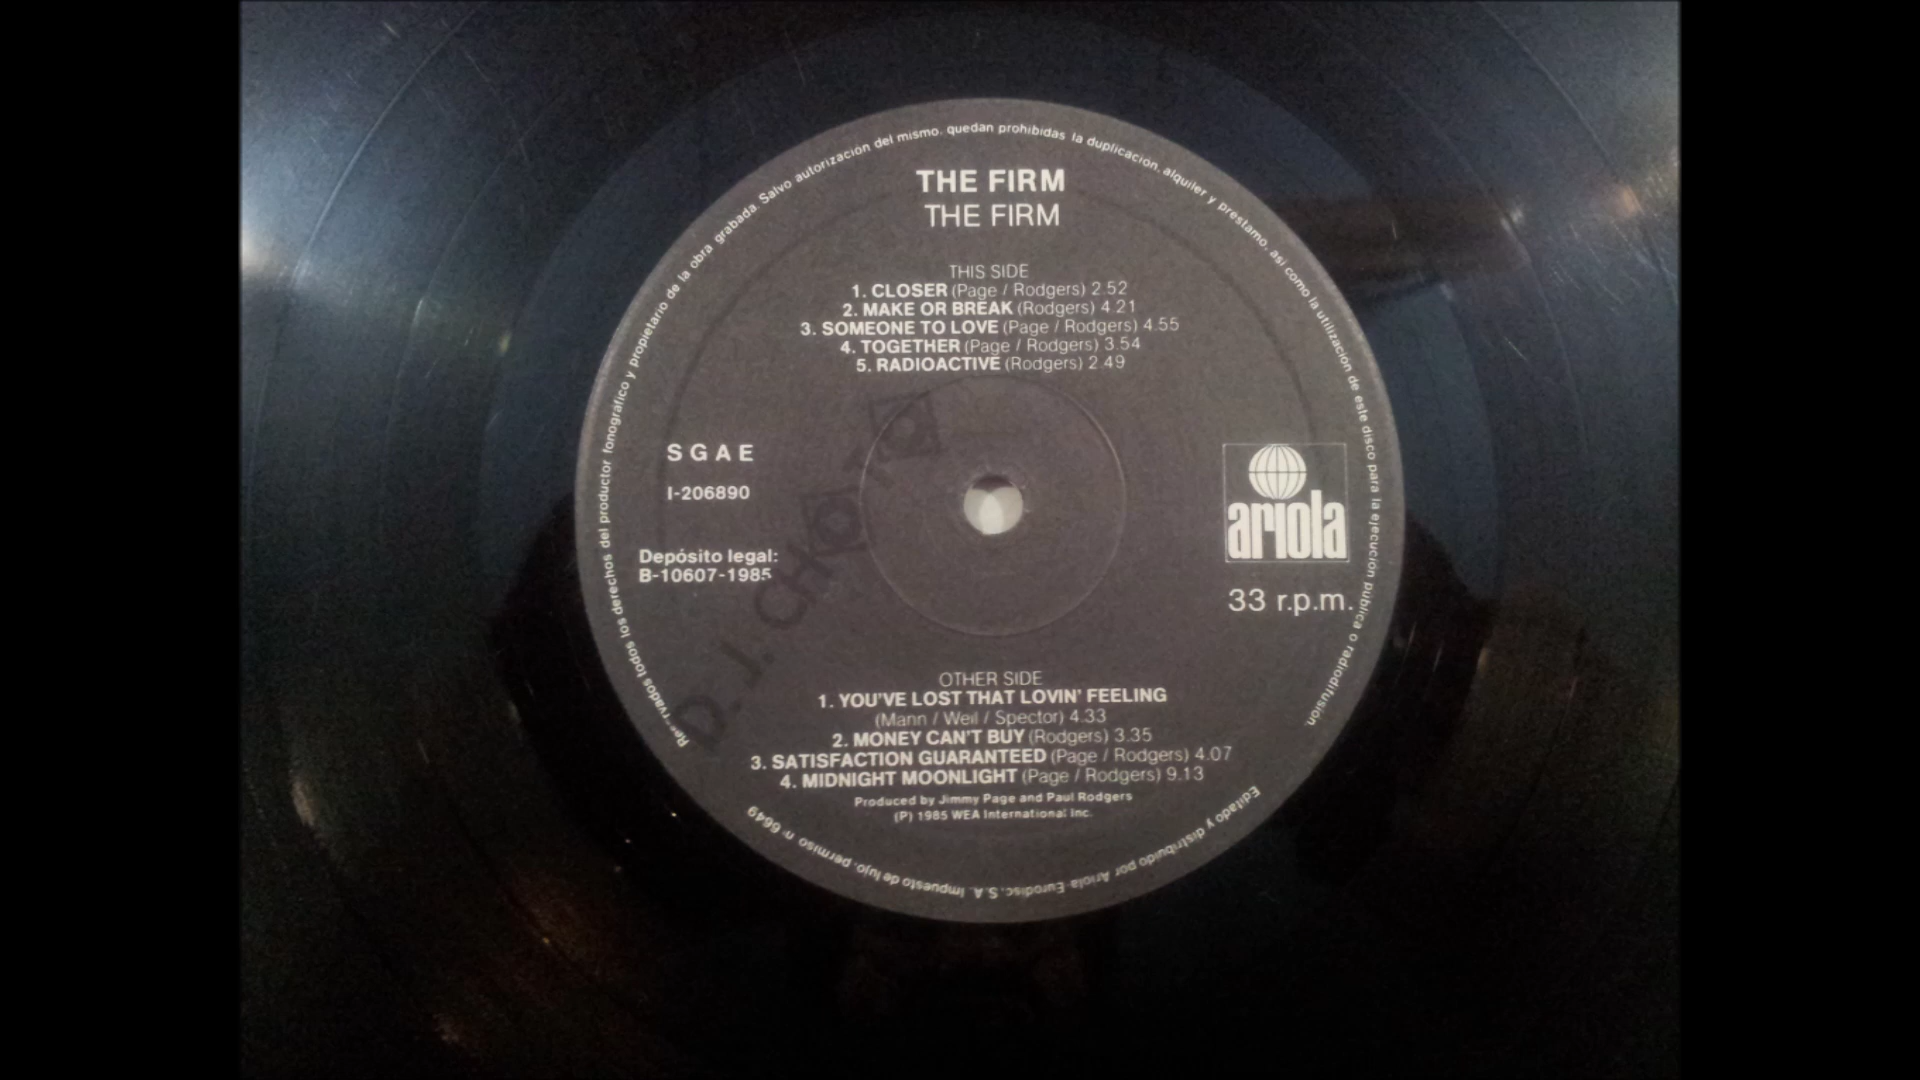 THE FIRM
THE FIRM
THIS SIDE
1. CLOSER (Page / Rodgers) 2.52
2. MAKE OR BREAK (Rodgers) 4.21
3. SOMEONE TO LOVE (Page / Rodgers) 4.55
4. TOGETHER (Page / Rodgers) 3.54
5. RADIOACTIVE (Rodgers) 2.49
S G A E
I-206890
Depósito legal:
B-10607-1985
ariola
33 r.p.m.
D. J. CHOTO
OTHER SIDE
1. YOU'VE LOST THAT LOVIN' FEELING
(Mann / Weil / Spector) 4.33
2. MONEY CAN'T BUY (Rodgers) 3.35
3. SATISFACTION GUARANTEED (Page / Rodgers) 4.07
4. MIDNIGHT MOONLIGHT (Page / Rodgers) 9.13
Produced by Jimmy Page and Paul Rodgers
(P) 1985 WEA International Inc.
Reservados todos los derechos del productor fonográfico y propietario de la obra grabada. Salvo autorización del mismo, quedan prohibidas la duplicación, alquiler y préstamo, así como la utilización de este disco para la ejecución pública o radiodifusión.
Editado y distribuido por Ariola-Eurodisc, S.A. Impuesto de lujo, permiso n. 6649